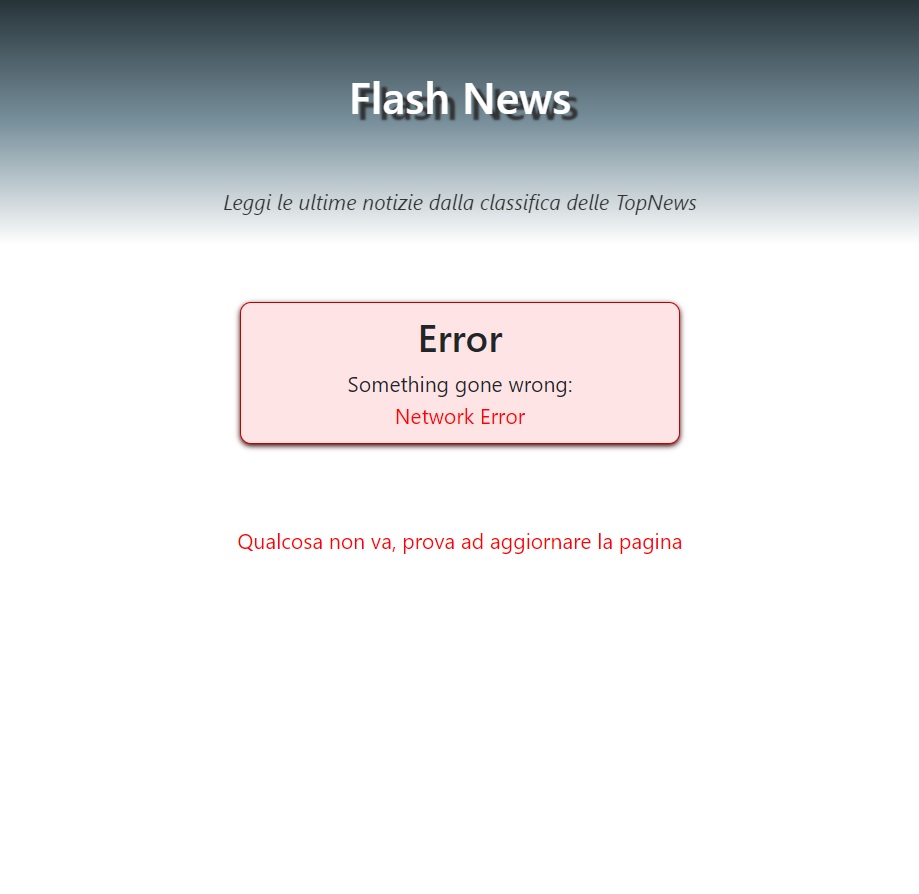 Flash News
Leggi le ultime notizie dalla classifica delle TopNews
Error
Something gone wrong:
Network Error
Qualcosa non va, prova ad aggiornare la pagina